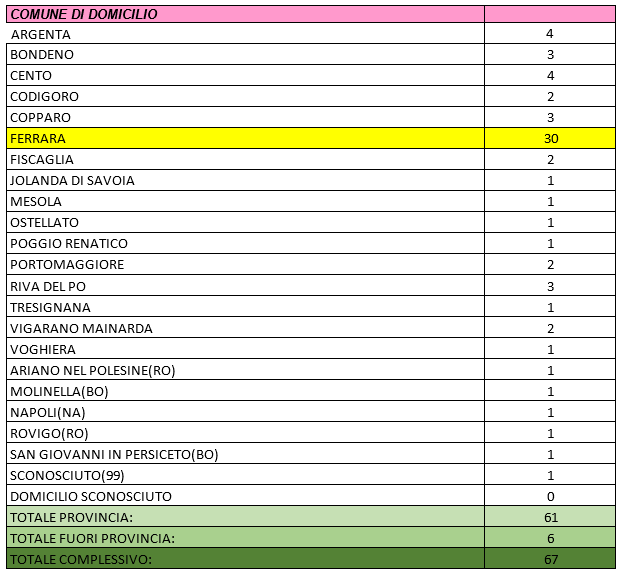 COMUNE DI DOMICILIO
ARGENTA 4
BONDENO 3
CENTO 4
CODIGORO 2
COPPARO 3
FERRARA 30
FISCAGLIA 2
JOLANDA DI SAVOIA 1
MESOLA 1
OSTELLATO 1
POGGIO RENATICO 1
PORTOMAGGIORE 2
RIVA DEL PO 3
TRESIGNANA 1
VIGARANO MAINARDA 2
VOGHIERA 1
ARIANO NEL POLESINE(RO) 1
MOLINELLA(BO) 1
NAPOLI(NA) 1
ROVIGO(RO) 1
SAN GIOVANNI IN PERSICETO(BO) 1
SCONOSCIUTO(99) 1
DOMICILIO SCONOSCIUTO 0
TOTALE PROVINCIA: 61
TOTALE FUORI PROVINCIA: 6
TOTALE COMPLESSIVO: 67